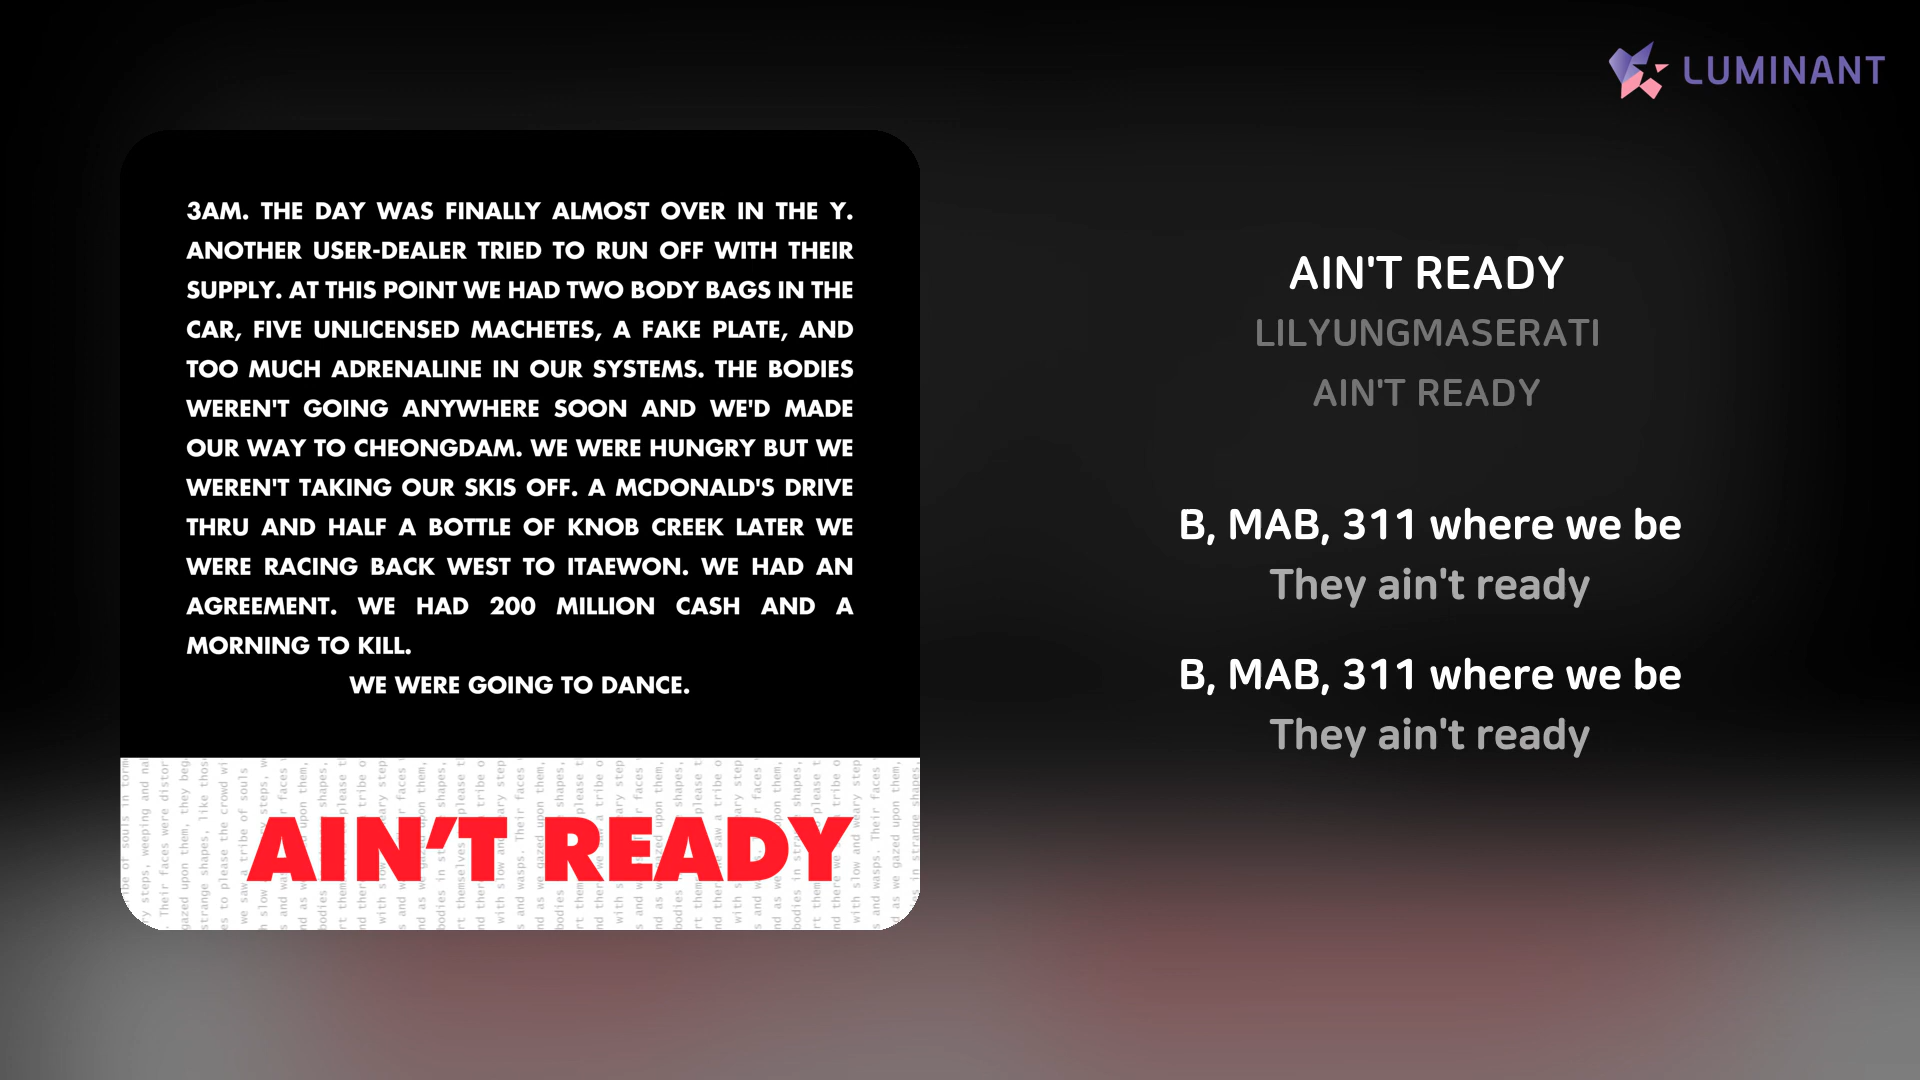 LUMINANT
3AM. THE DAY WAS FINALLY ALMOST OVER IN THE Y.
ANOTHER USER-DEALER TRIED TO RUN OFF WITH THEIR
SUPPLY. AT THIS POINT WE HAD TWO BODY BAGS IN THE
CAR, FIVE UNLICENSED MACHETES, A FAKE PLATE, AND
TOO MUCH ADRENALINE IN OUR SYSTEMS. THE BODIES
WEREN'T GOING ANYWHERE SOON AND WE'D MADE
OUR WAY TO CHEONGDAM. WE WERE HUNGRY BUT WE
WEREN'T TAKING OUR SKIS OFF. A MCDONALD'S DRIVE
THRU AND HALF A BOTTLE OF KNOB CREEK LATER WE
WERE RACING BACK WEST TO ITAEWON. WE HAD AN
AGREEMENT. WE HAD 200 MILLION CASH AND A
MORNING TO KILL.
WE WERE GOING TO DANCE.
AIN'T READY
AIN'T READY
LILYUNGMASERATI
AIN'T READY
B, MAB, 311 where we be
They ain't ready
B, MAB, 311 where we be
They ain't ready